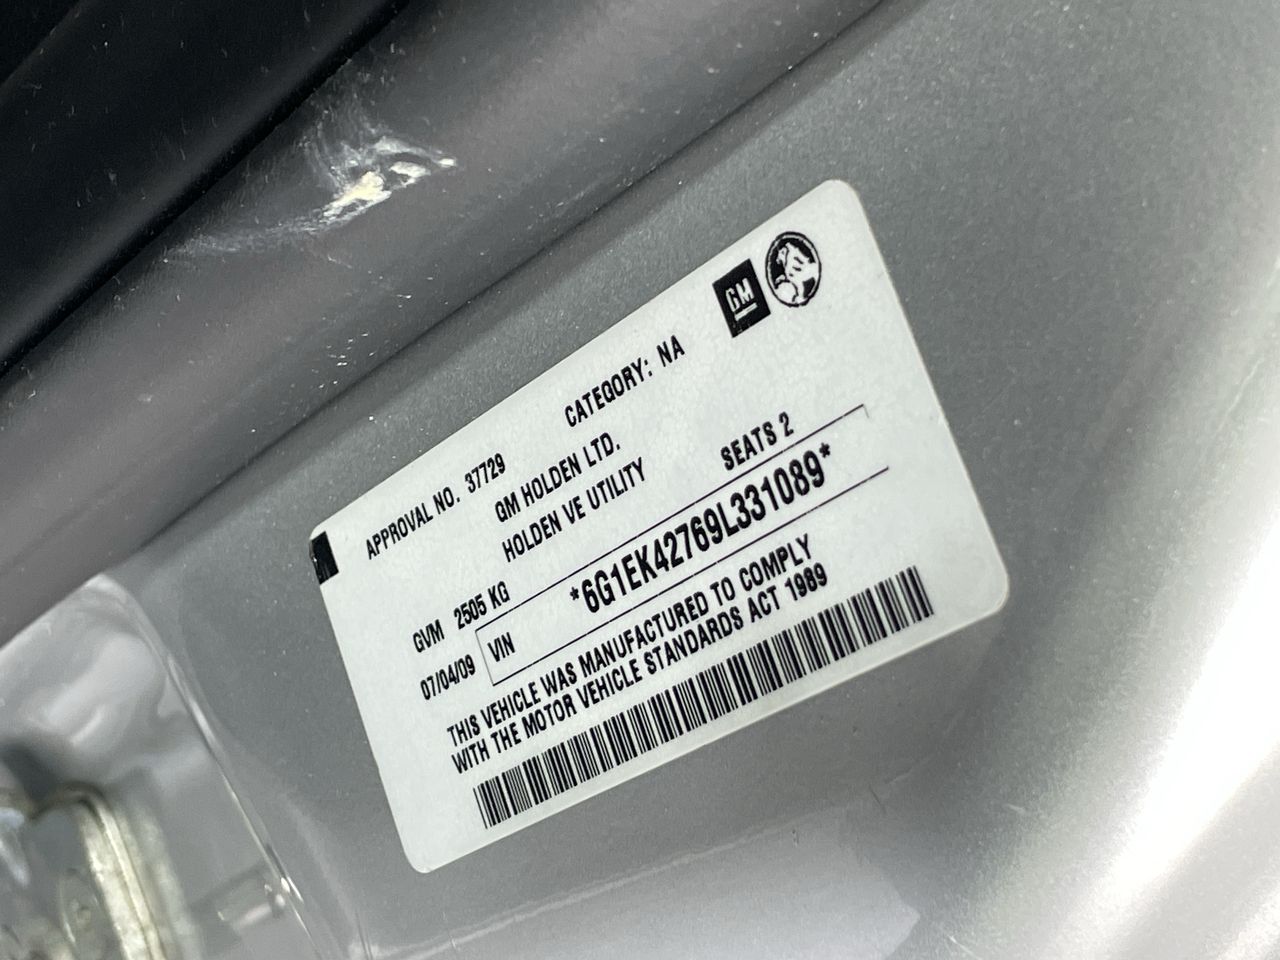 GM
APPROVAL NO. 37729
CATEGORY: NA
GM HOLDEN LTD.
HOLDEN VE UTILITY
GVM 2505 KG
SEATS 2
07/04/09
VIN
*6G1EK42769L331089*
THIS VEHICLE WAS MANUFACTURED TO COMPLY
WITH THE MOTOR VEHICLE STANDARDS ACT 1989